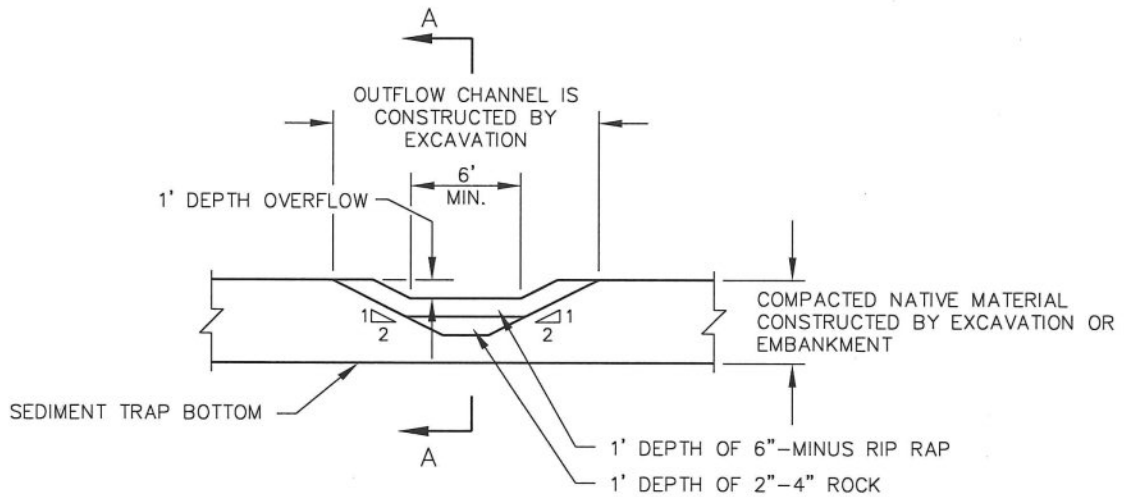 A
OUTFLOW CHANNEL IS
CONSTRUCTED BY
EXCAVATION
6'
MIN.
1' DEPTH OVERFLOW
1
2
1
2
COMPACTED NATIVE MATERIAL
CONSTRUCTED BY EXCAVATION OR
EMBANKMENT
SEDIMENT TRAP BOTTOM
A
1' DEPTH OF 6"-MINUS RIP RAP
1' DEPTH OF 2"-4" ROCK